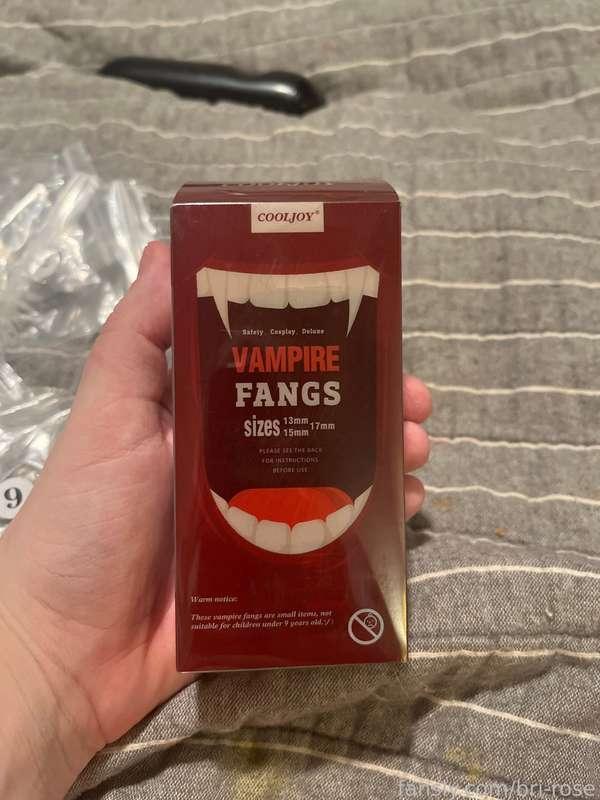 COOLJOY®
Safety Cosplay Deluxe
VAMPIRE
FANGS
sizes 13mm 15mm 17mm
PLEASE SEE THE BACK
FOR INSTRUCTIONS
BEFORE USE
Warm notice:
These vampire fangs are small items, not
suitable for children under 9 years old.
9
fansly.com/bri-rose